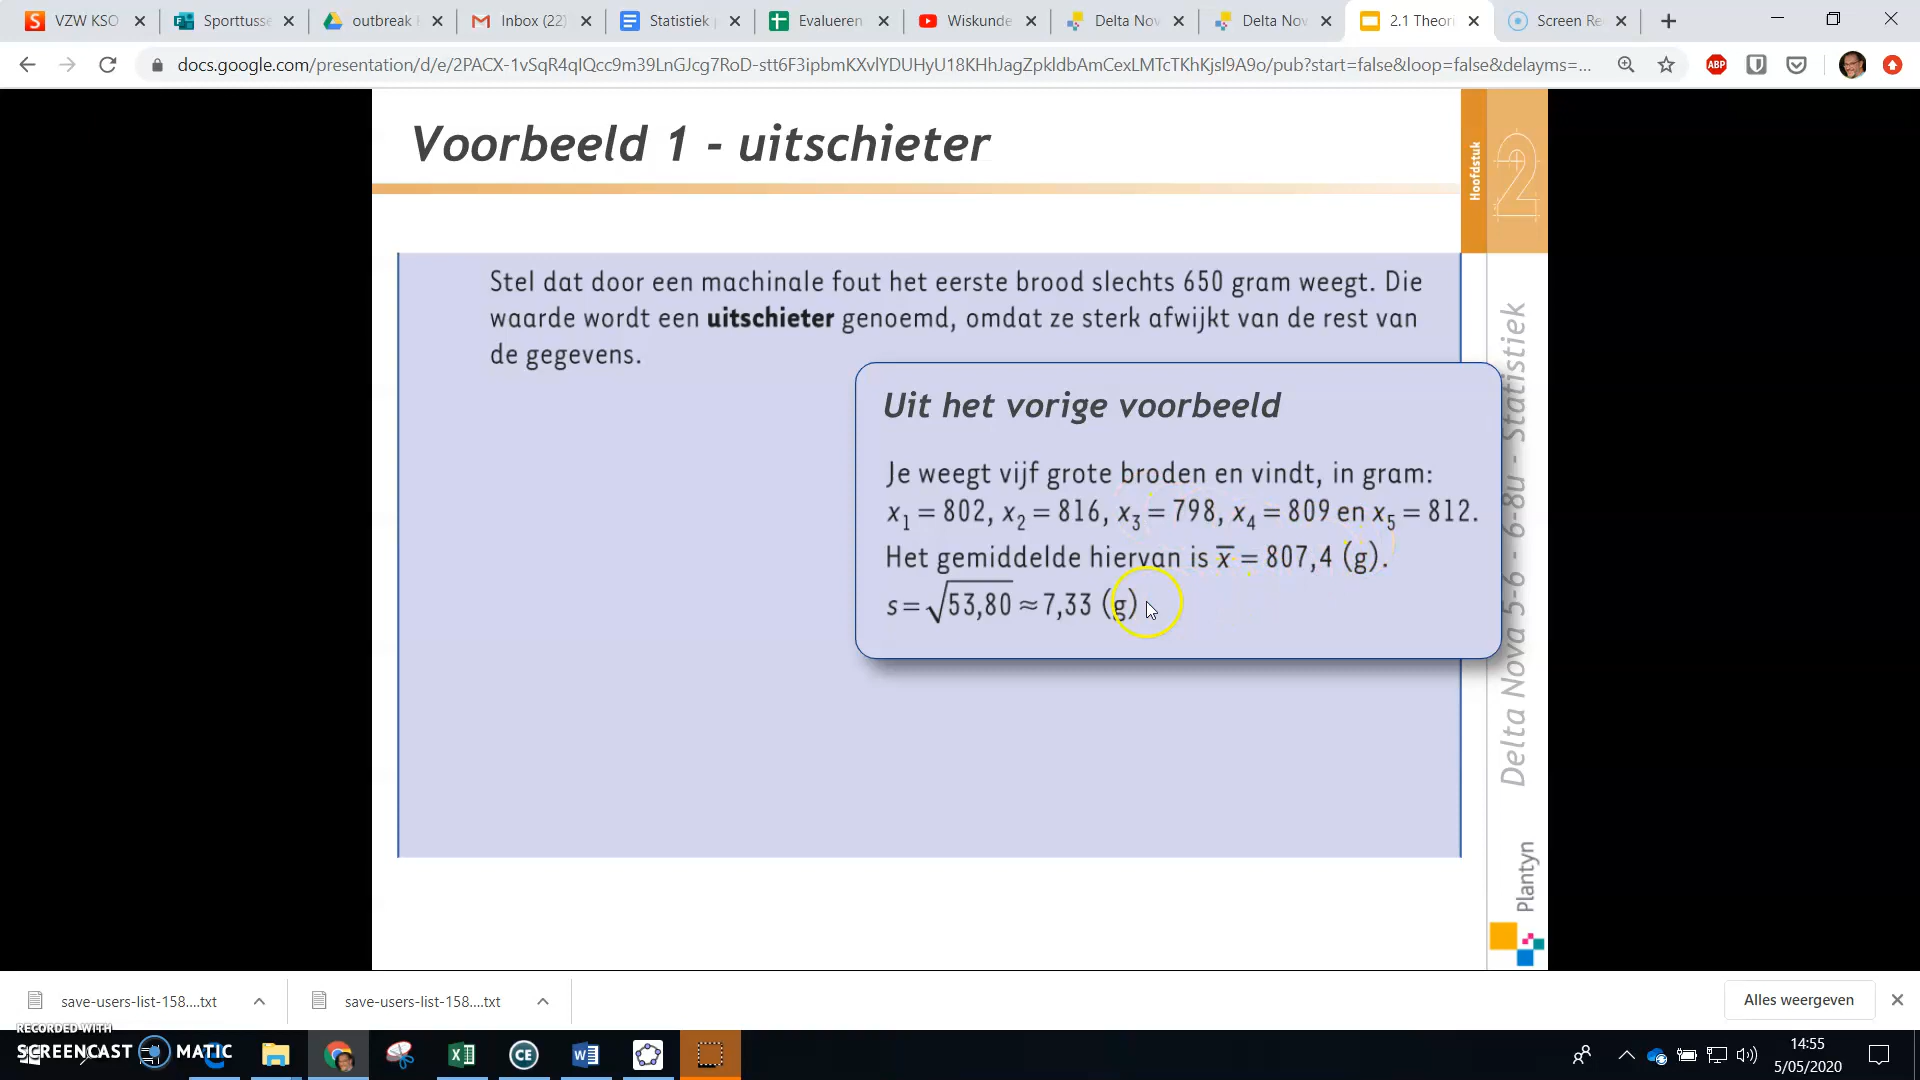 VZW KSO
Sporttuss
outbreak
Inbox (22)
Statistiek
Evalueren
Wiskunde
Delta Nov
Delta Nov
2.1 Theor
Screen Re
docs.google.com/presentation/d/e/2PACX-1vSqR4qIQcc9m39LnGJcg7RoD-stt6F3ipbmKXvlYDUHyU18KHhJagZpkldbAmCexLMTcTKhKjsl9A9o/pub?start=false&loop=false&delayms=...
ABP
Voorbeeld 1 - uitschieter
Hoofdstuk
2
Stel dat door een machinale fout het eerste brood slechts 650 gram weegt. Die
waarde wordt een uitschieter genoemd, omdat ze sterk afwijkt van de rest van
de gegevens.
Uit het vorige voorbeeld
Je weegt vijf grote broden en vindt, in gram:
x₁ = 802, x₂ = 816, x₃ = 798, x₄ = 809 en x₅ = 812.
Het gemiddelde hiervan is x̄ = 807,4 (g).
s = √53,80 ≈ 7,33 (g)
Delta Nova 5-6 - 6-8u - Statistiek
Plantyn
save-users-list-158....txt
save-users-list-158....txt
Alles weergeven
RECORDED WITH
SCREENCAST MATIC
CE
14:55
5/05/2020